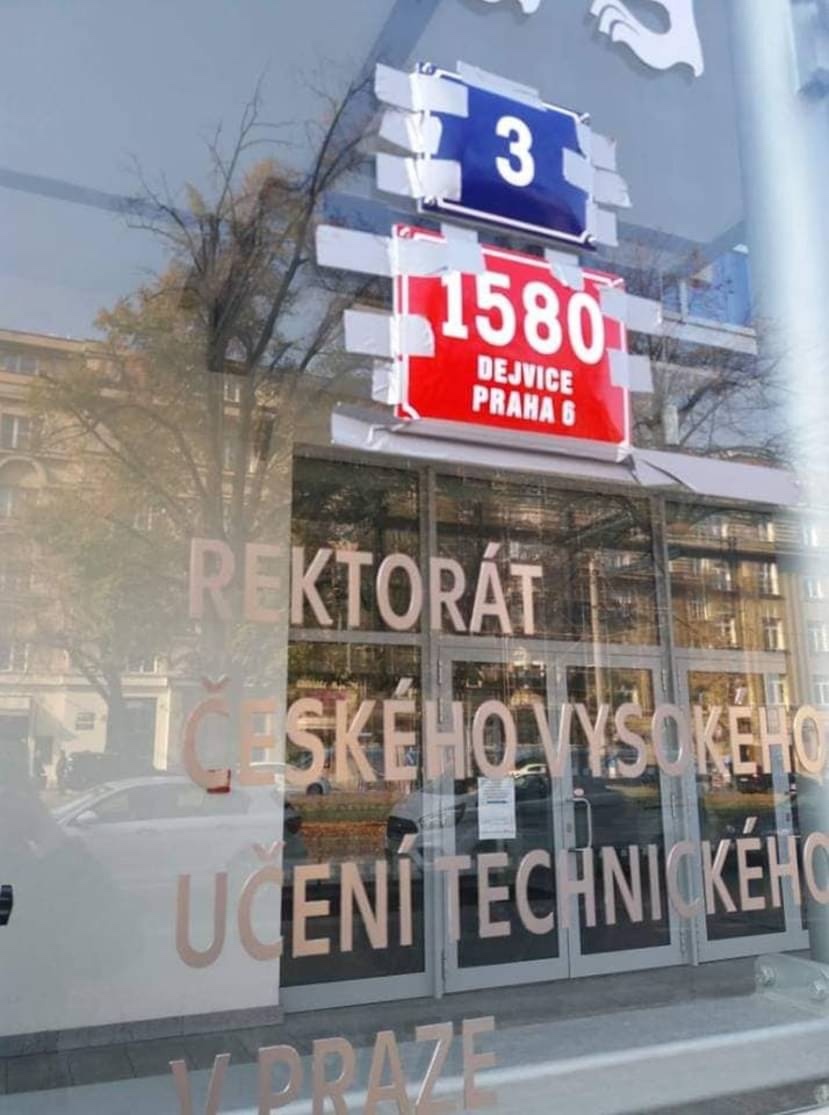 3
1580
DEJVICE
PRAHA 6
REKTORÁT
ČESKÉHO VYSOKÉHO
UČENÍ TECHNICKÉHO
V PRAZE